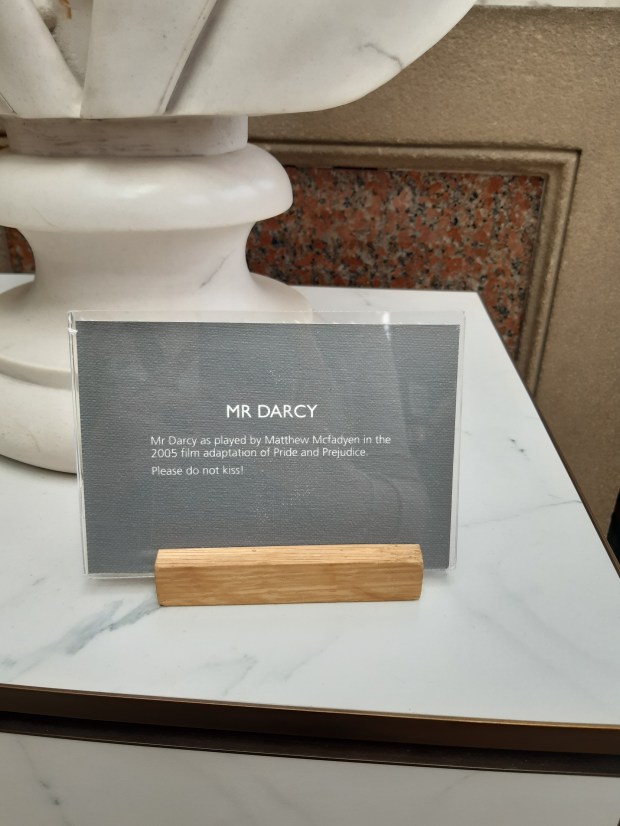 MR DARCY
Mr Darcy as played by Matthew Mcfadyen in the
2005 film adaptation of Pride and Prejudice.
Please do not kiss!